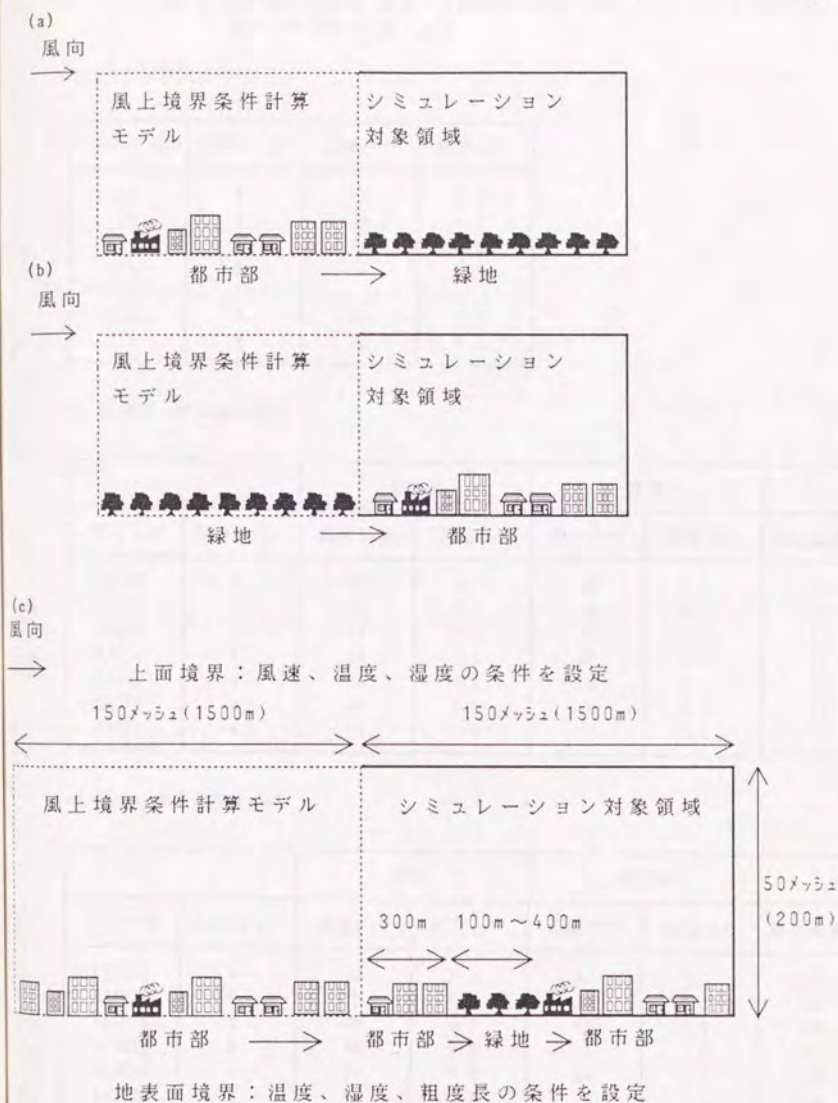 (a)
風向
風上境界条件計算
モデル
シミュレーション
対象領域
都市部
緑地
(b)
風向
風上境界条件計算
モデル
シミュレーション
対象領域
緑地
都市部
(c)
風向
上面境界：風速、温度、湿度の条件を設定
150メッシュ(1500m)
150メッシュ(1500m)
風上境界条件計算モデル
シミュレーション対象領域
50メッシュ
(200m)
300m
100m～400m
都市部
都市部
緑地
都市部
地表面境界：温度、湿度、粗度長の条件を設定